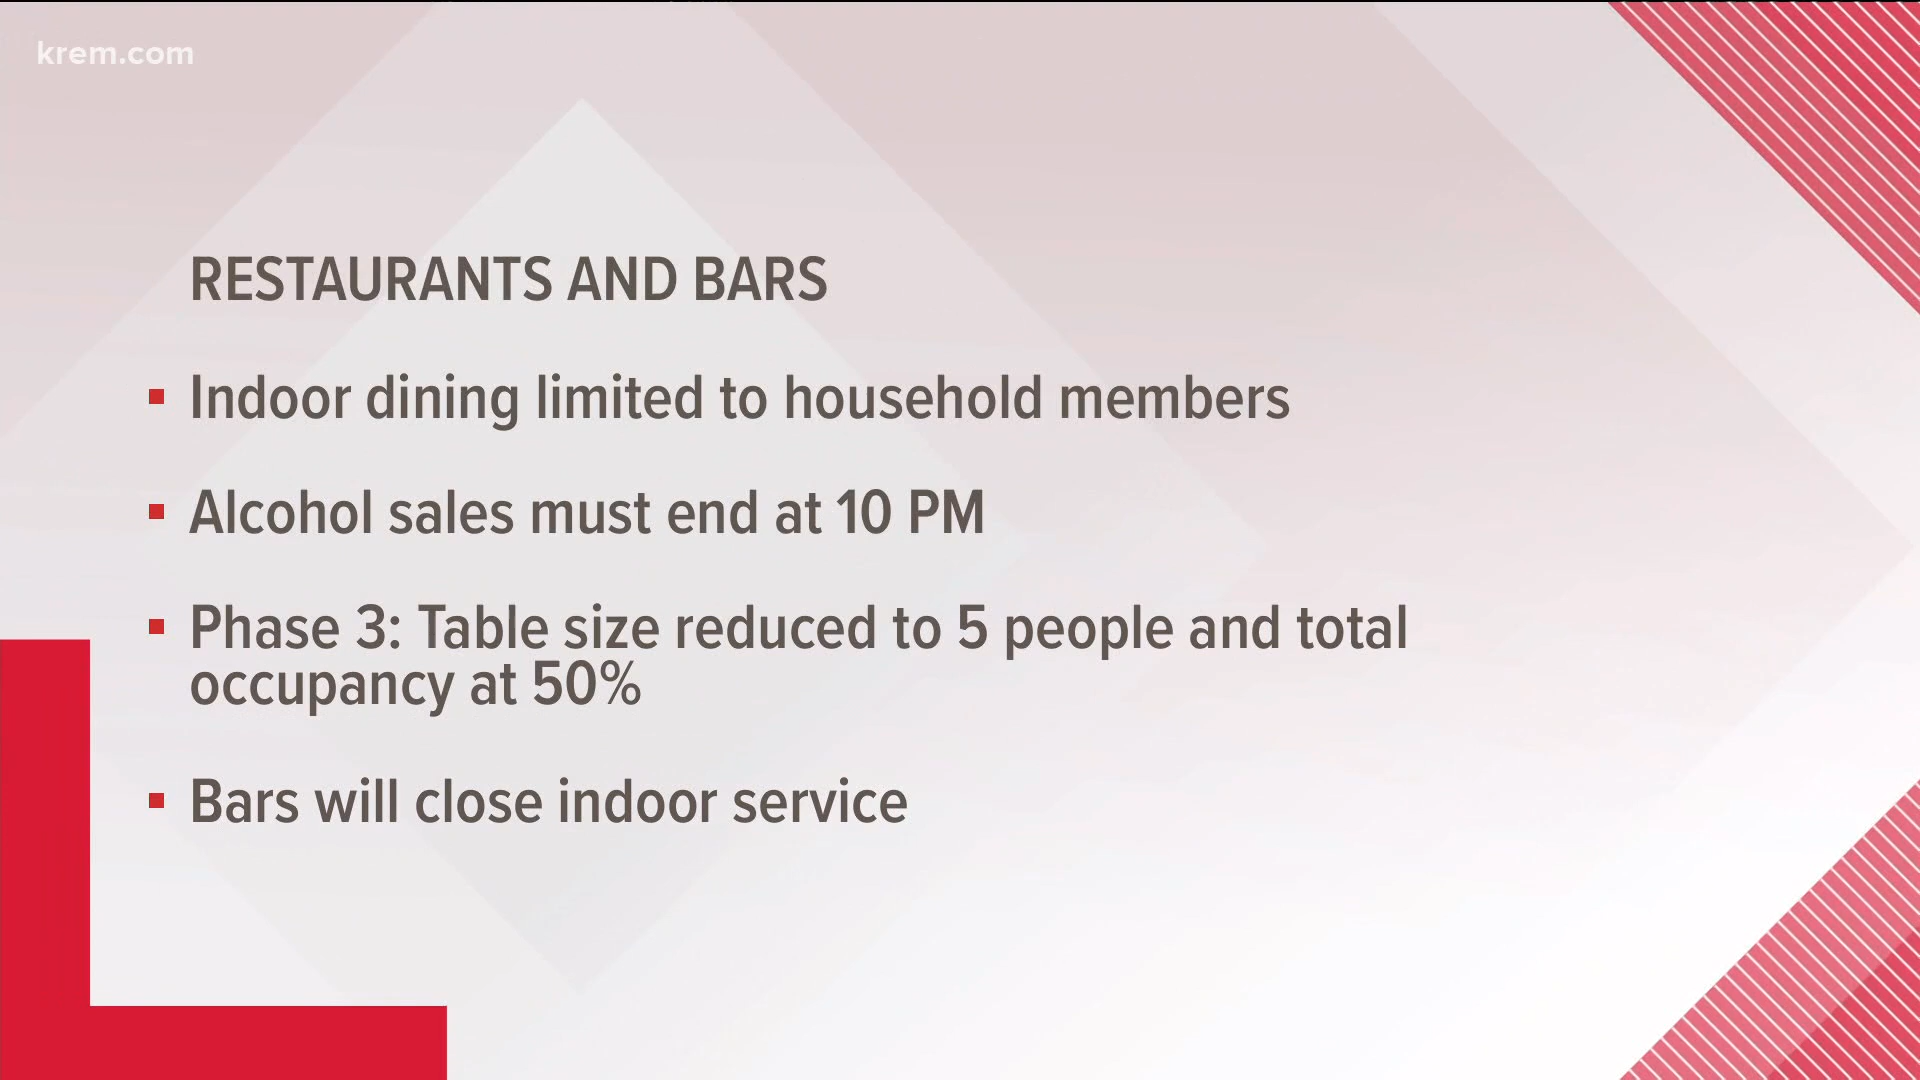 krem.com
RESTAURANTS AND BARS
Indoor dining limited to household members
Alcohol sales must end at 10 PM
Phase 3: Table size reduced to 5 people and total
occupancy at 50%
Bars will close indoor service